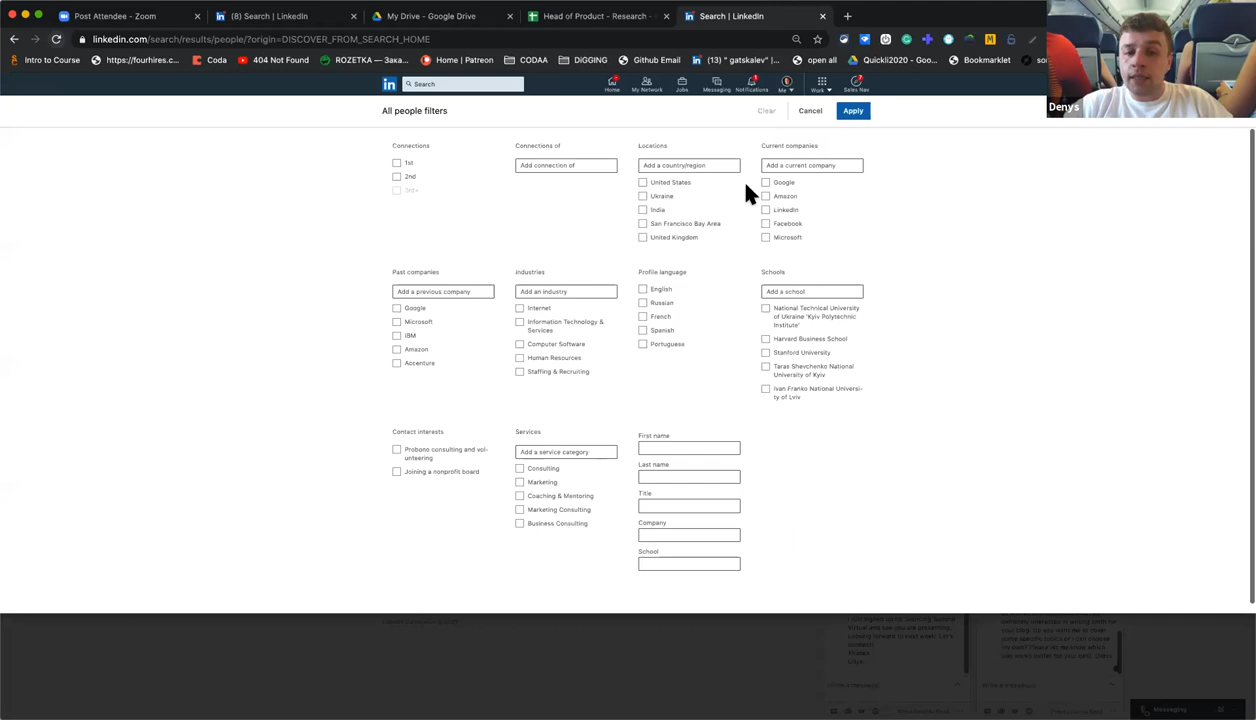 Post Attendee - Zoom
(8) Search | LinkedIn
My Drive - Google Drive
Head of Product - Research -
Search | LinkedIn
linkedin.com/search/results/people/?origin=DISCOVER_FROM_SEARCH_HOME
Intro to Course
https://fourhires.c...
Coda
404 Not Found
ROZETKA — Зака...
Home | Patreon
CODAA
DiGGING
Github Email
(13) " gatskalev" |...
open all
Quickli2020 - Goo...
Bookmarklet
Search
Home
My Network
Jobs
Messaging
Notifications
Me
Work
Sales Nav
Denys
All people filters
Clear
Cancel
Apply
Connections
1st
2nd
3rd+
Connections of
Add connection of
Locations
Add a country/region
United States
Ukraine
India
San Francisco Bay Area
United Kingdom
Current companies
Add a current company
Google
Amazon
LinkedIn
Facebook
Microsoft
Past companies
Add a previous company
Google
Microsoft
IBM
Amazon
Accenture
Industries
Add an industry
Internet
Information Technology &
Services
Computer Software
Human Resources
Staffing & Recruiting
Profile language
English
Russian
French
Spanish
Portuguese
Schools
Add a school
National Technical University
of Ukraine 'Kyiv Polytechnic
Institute'
Harvard Business School
Stanford University
Taras Shevchenko National
University of Kyiv
Ivan Franko National Universi-
ty of Lviv
Contact interests
Probono consulting and vol-
unteering
Joining a nonprofit board
Services
Add a service category
Consulting
Marketing
Coaching & Mentoring
Marketing Consulting
Business Consulting
First name
Last name
Title
Company
School
Messaging